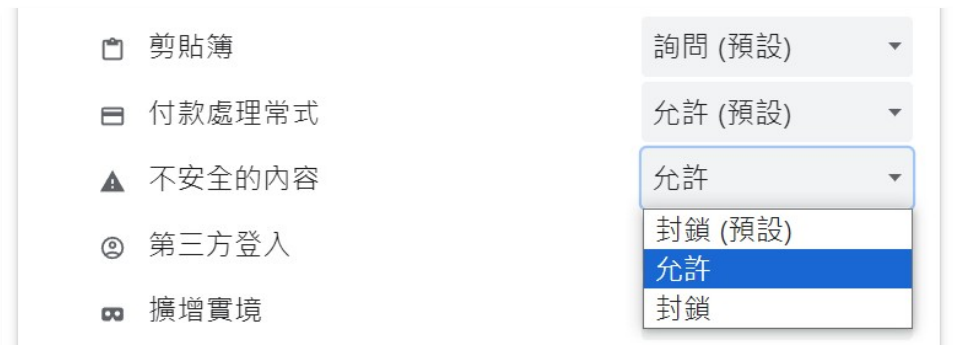 剪貼簿 詢問 (預設)
付款處理常式 允許 (預設)
不安全的內容 允許
封鎖 (預設)
第三方登入 允許
擴增實境 封鎖